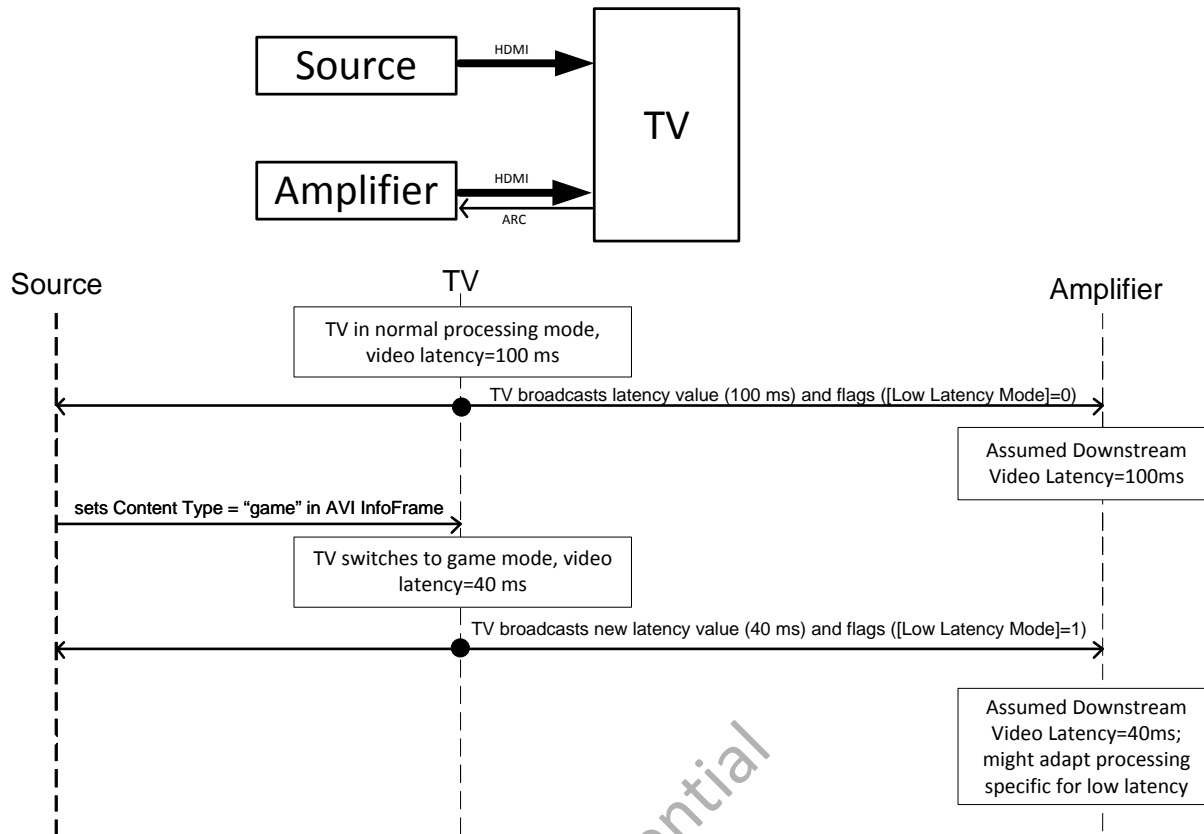 Source
HDMI
TV
Amplifier
HDMI
ARC
Source
TV
Amplifier
TV in normal processing mode,
video latency=100 ms
TV broadcasts latency value (100 ms) and flags ([Low Latency Mode]=0)
Assumed Downstream
Video Latency=100ms
sets Content Type = “game” in AVI InfoFrame
TV switches to game mode, video
latency=40 ms
TV broadcasts new latency value (40 ms) and flags ([Low Latency Mode]=1)
Assumed Downstream
Video Latency=40ms;
might adapt processing
specific for low latency
ential